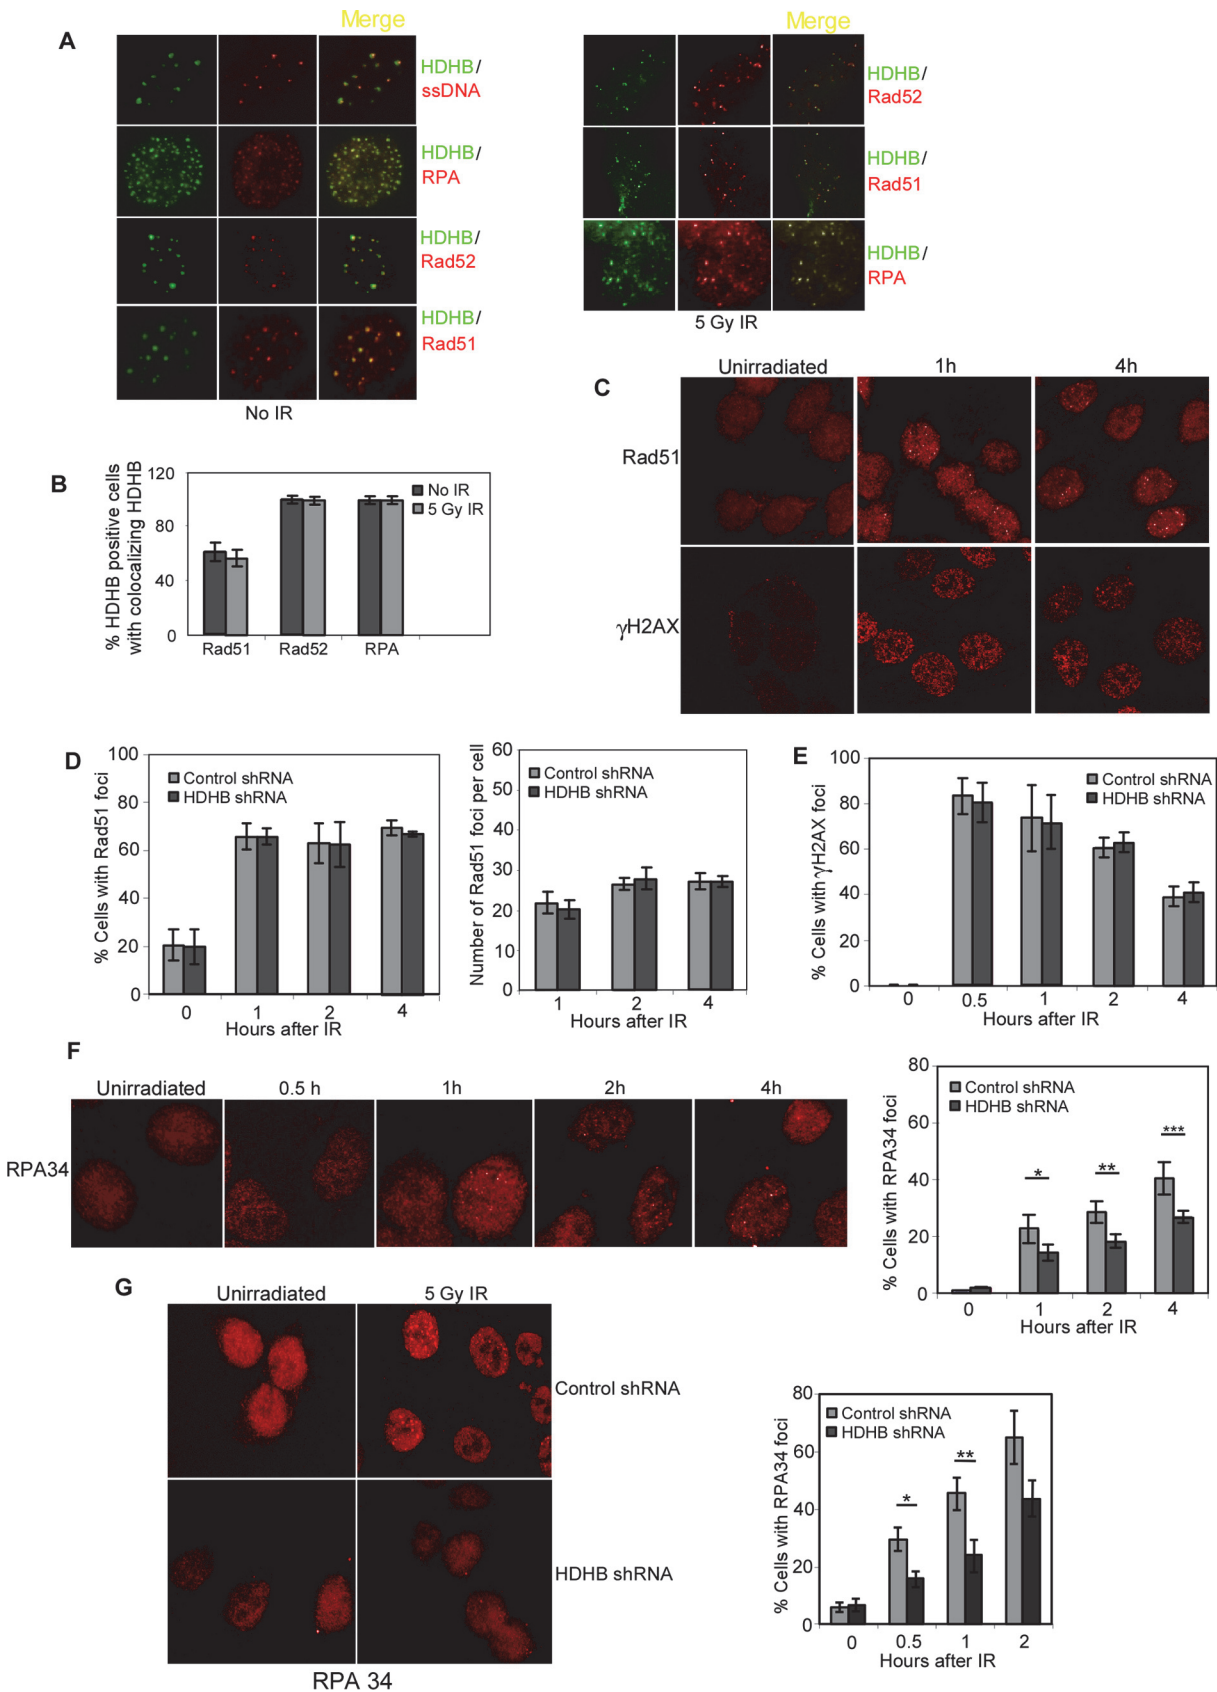 A
Merge
HDHB/
ssDNA
HDHB/
RPA
HDHB/
Rad52
HDHB/
Rad51
No IR
Merge
HDHB/
Rad52
HDHB/
Rad51
HDHB/
RPA
5 Gy IR
B
% HDHB positive cells
with colocalizing HDHB
120
80
40
0
No IR
5 Gy IR
Rad51
Rad52
RPA
C
Unirradiated
1h
4h
Rad51
γH2AX
D
% Cells with Rad51 foci
100
80
60
40
20
0
Control shRNA
HDHB shRNA
0
1
2
4
Hours after IR
Number of Rad51 foci per cell
60
50
40
30
20
10
0
Control shRNA
HDHB shRNA
1
2
4
Hours after IR
E
% Cells with γH2AX foci
100
80
60
40
20
0
Control shRNA
HDHB shRNA
0
0.5
1
2
4
Hours after IR
F
Unirradiated
0.5 h
1h
2h
4h
RPA34
% Cells with RPA34 foci
80
60
40
20
0
Control shRNA
HDHB shRNA
*
**
***
0
1
2
4
Hours after IR
G
Unirradiated
5 Gy IR
Control shRNA
HDHB shRNA
RPA 34
% Cells with RPA34 foci
80
60
40
20
0
Control shRNA
HDHB shRNA
*
**
0
0.5
1
2
Hours after IR